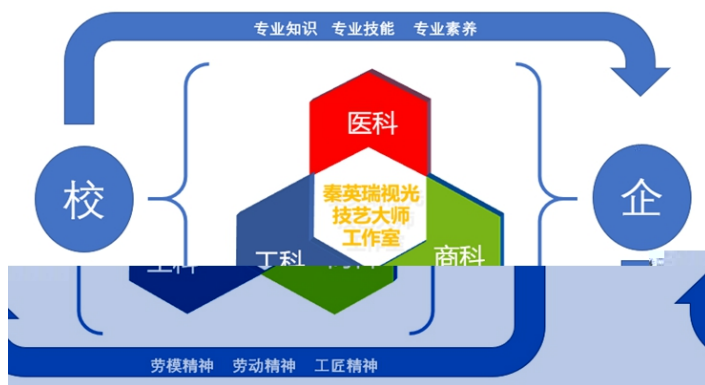 专业知识 专业技能 专业素养
医科
校
秦英瑞视光
技艺大师
工作室
企
工科
商科
劳模精神 劳动精神 工匠精神